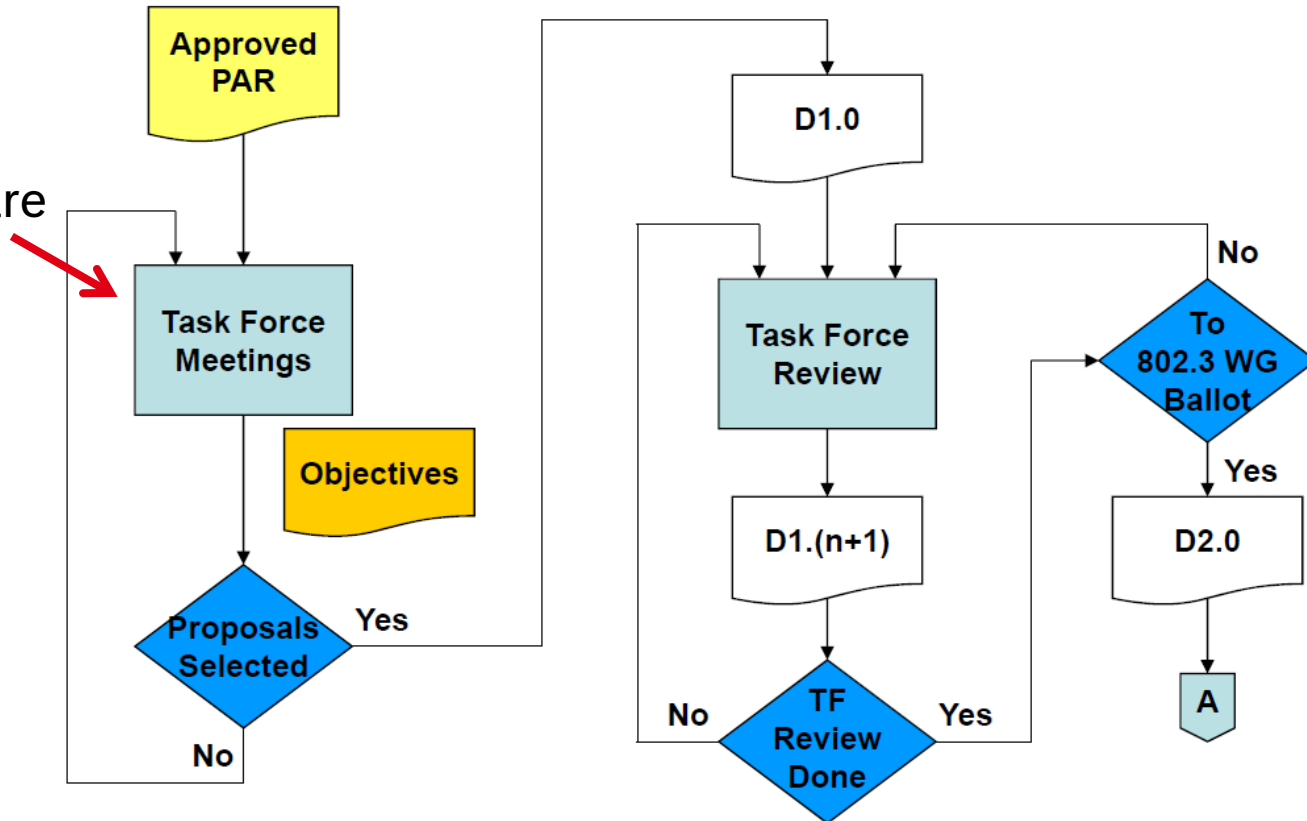 Approved
PAR
Task Force
Meetings
Objectives
Proposals
Selected
Yes
No
D1.0
Task Force
Review
D1.(n+1)
TF
Review
Done
No
Yes
To
802.3 WG
Ballot
No
Yes
D2.0
A